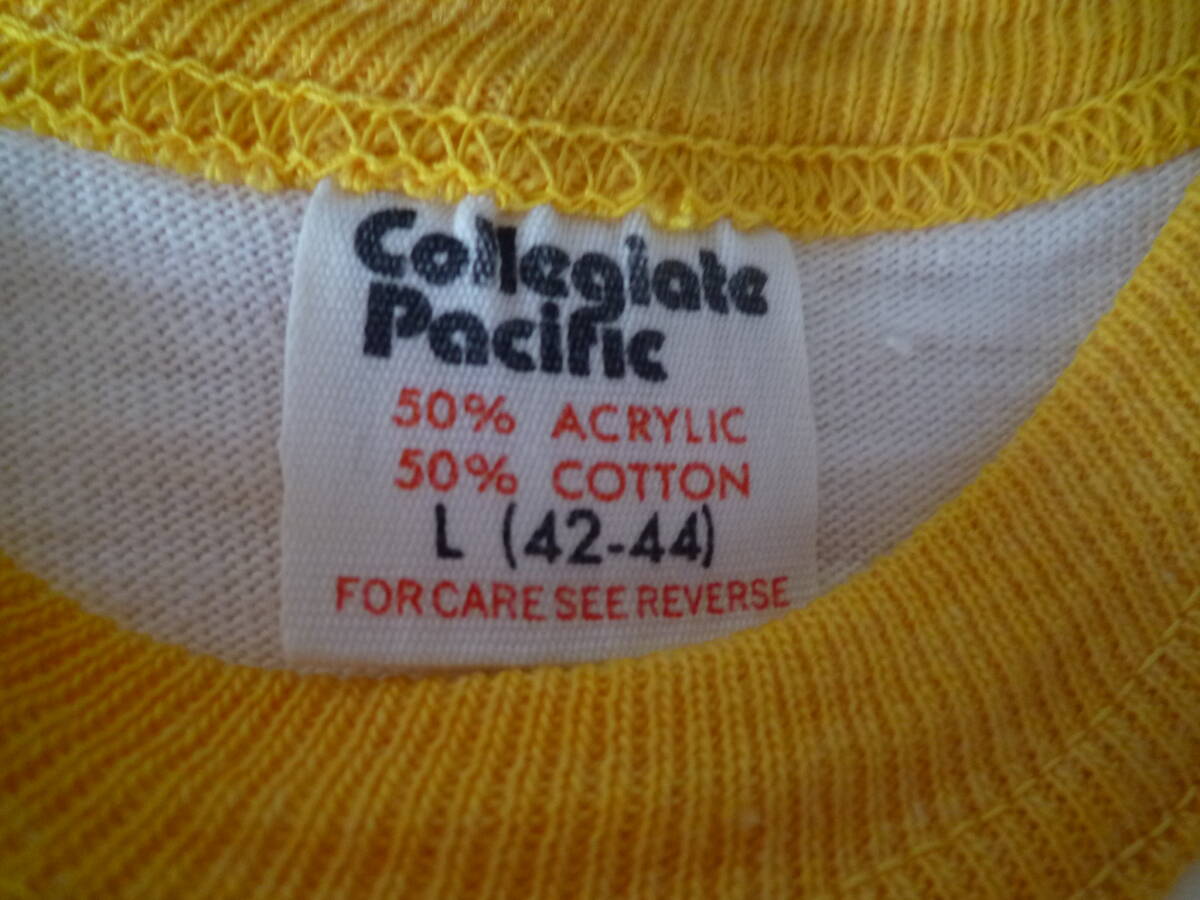 Collegiate
Pacific
50% ACRYLIC
50% COTTON
L (42-44)
FOR CARE SEE REVERSE